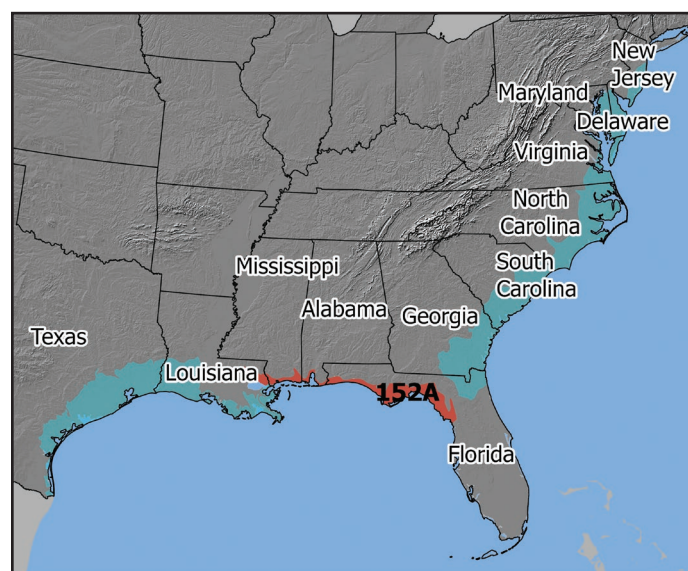 New
Jersey
Maryland
Delaware
Virginia
North
Carolina
South
Carolina
Mississippi
Alabama
Georgia
Texas
Louisiana
152A
Florida